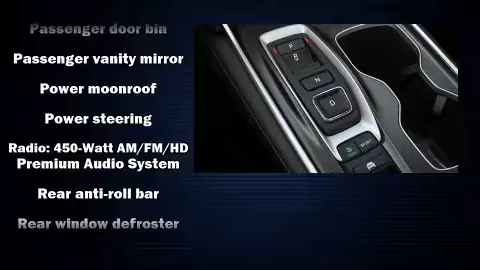 Passenger door bin
Passenger vanity mirror
Power moonroof
Power steering
Radio: 450-Watt AM/FM/HD
Premium Audio System
Rear anti-roll bar
Rear window defroster
P
R
N
D
SPORT